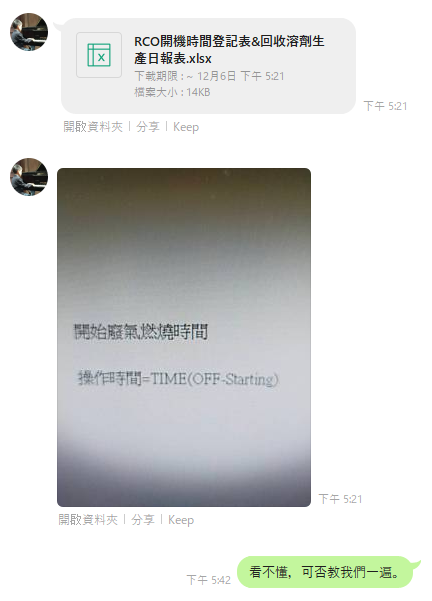 RCO開機時間登記表&回收溶劑生
產日報表.xlsx
下載期限 : ~ 12月6日 下午 5:21
檔案大小 : 14KB
下午 5:21
開啟資料夾 | 分享 | Keep
開始廢氣燃燒時間
操作時間=TIME(OFF-Starting)
下午 5:21
開啟資料夾 | 分享 | Keep
看不懂，可否教我們一遍。
下午 5:42